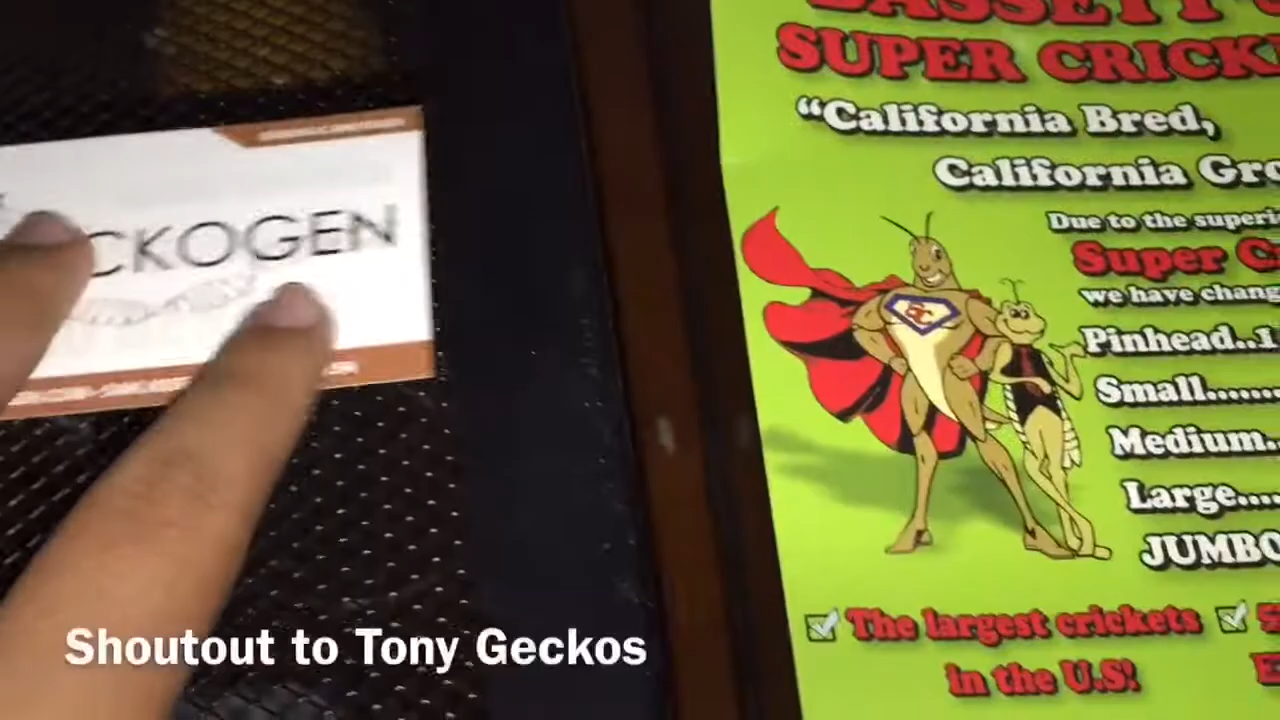 CKOGEN
SUPER CRICK
“California Bred,
California Gro
Due to the superi
Super C
we have chang
Pinhead..1
Small.......
Medium..
Large....
JUMBO
The largest crickets
in the U.S!
SC
Shoutout to Tony Geckos